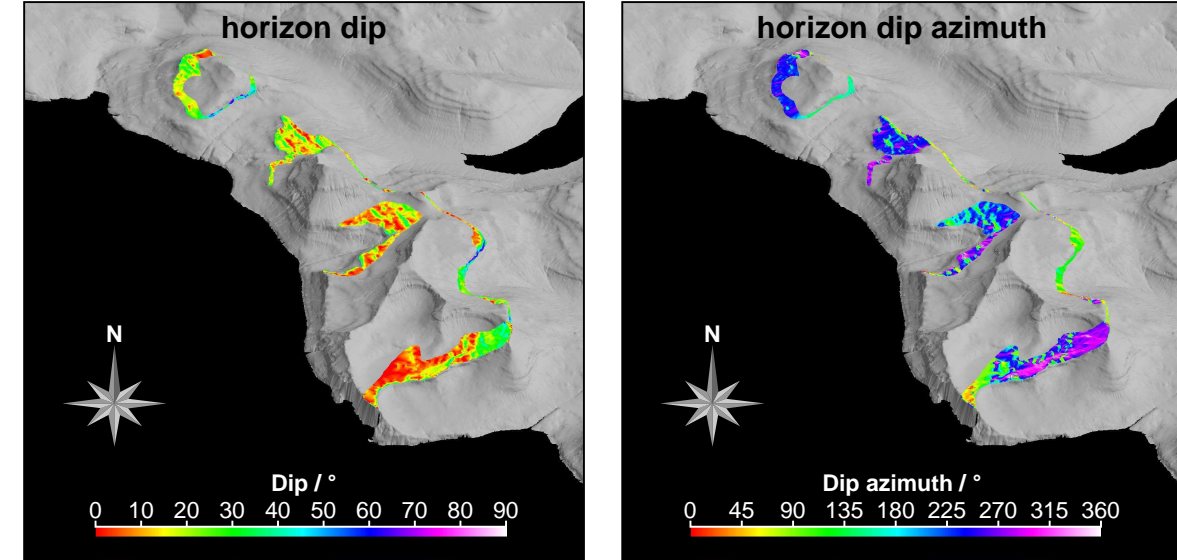 horizon dip
N
Dip / °
0 10 20 30 40 50 60 70 80 90
horizon dip azimuth
N
Dip azimuth / °
0 45 90 135 180 225 270 315 360